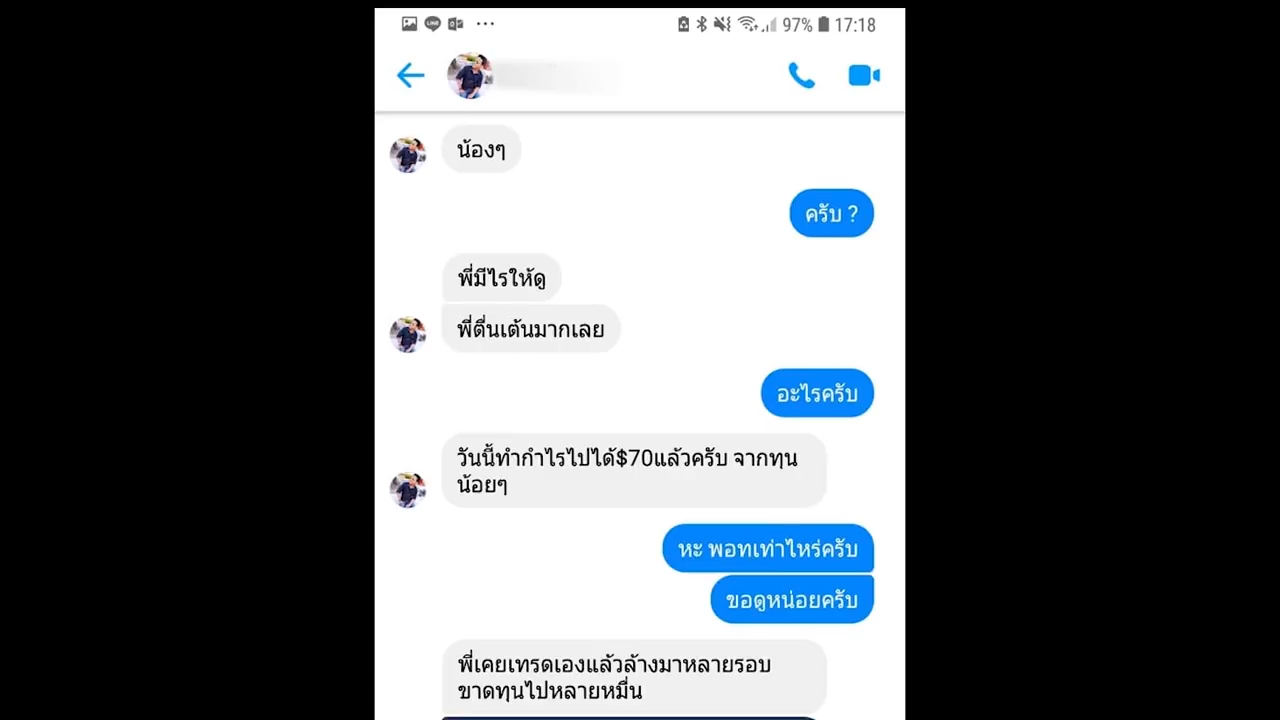 97% 17:18
น้องๆ
ครับ ?
พี่มีไรให้ดู
พี่ตื่นเต้นมากเลย
อะไรครับ
วันนี้ทำกำไรไปได้$70แล้วครับ จากทุน
น้อยๆ
หะ พอทเท่าไหร่ครับ
ขอดูหน่อยครับ
พี่เคยเทรดเองแล้วล้างมาหลายรอบ
ขาดทุนไปหลายหมื่น